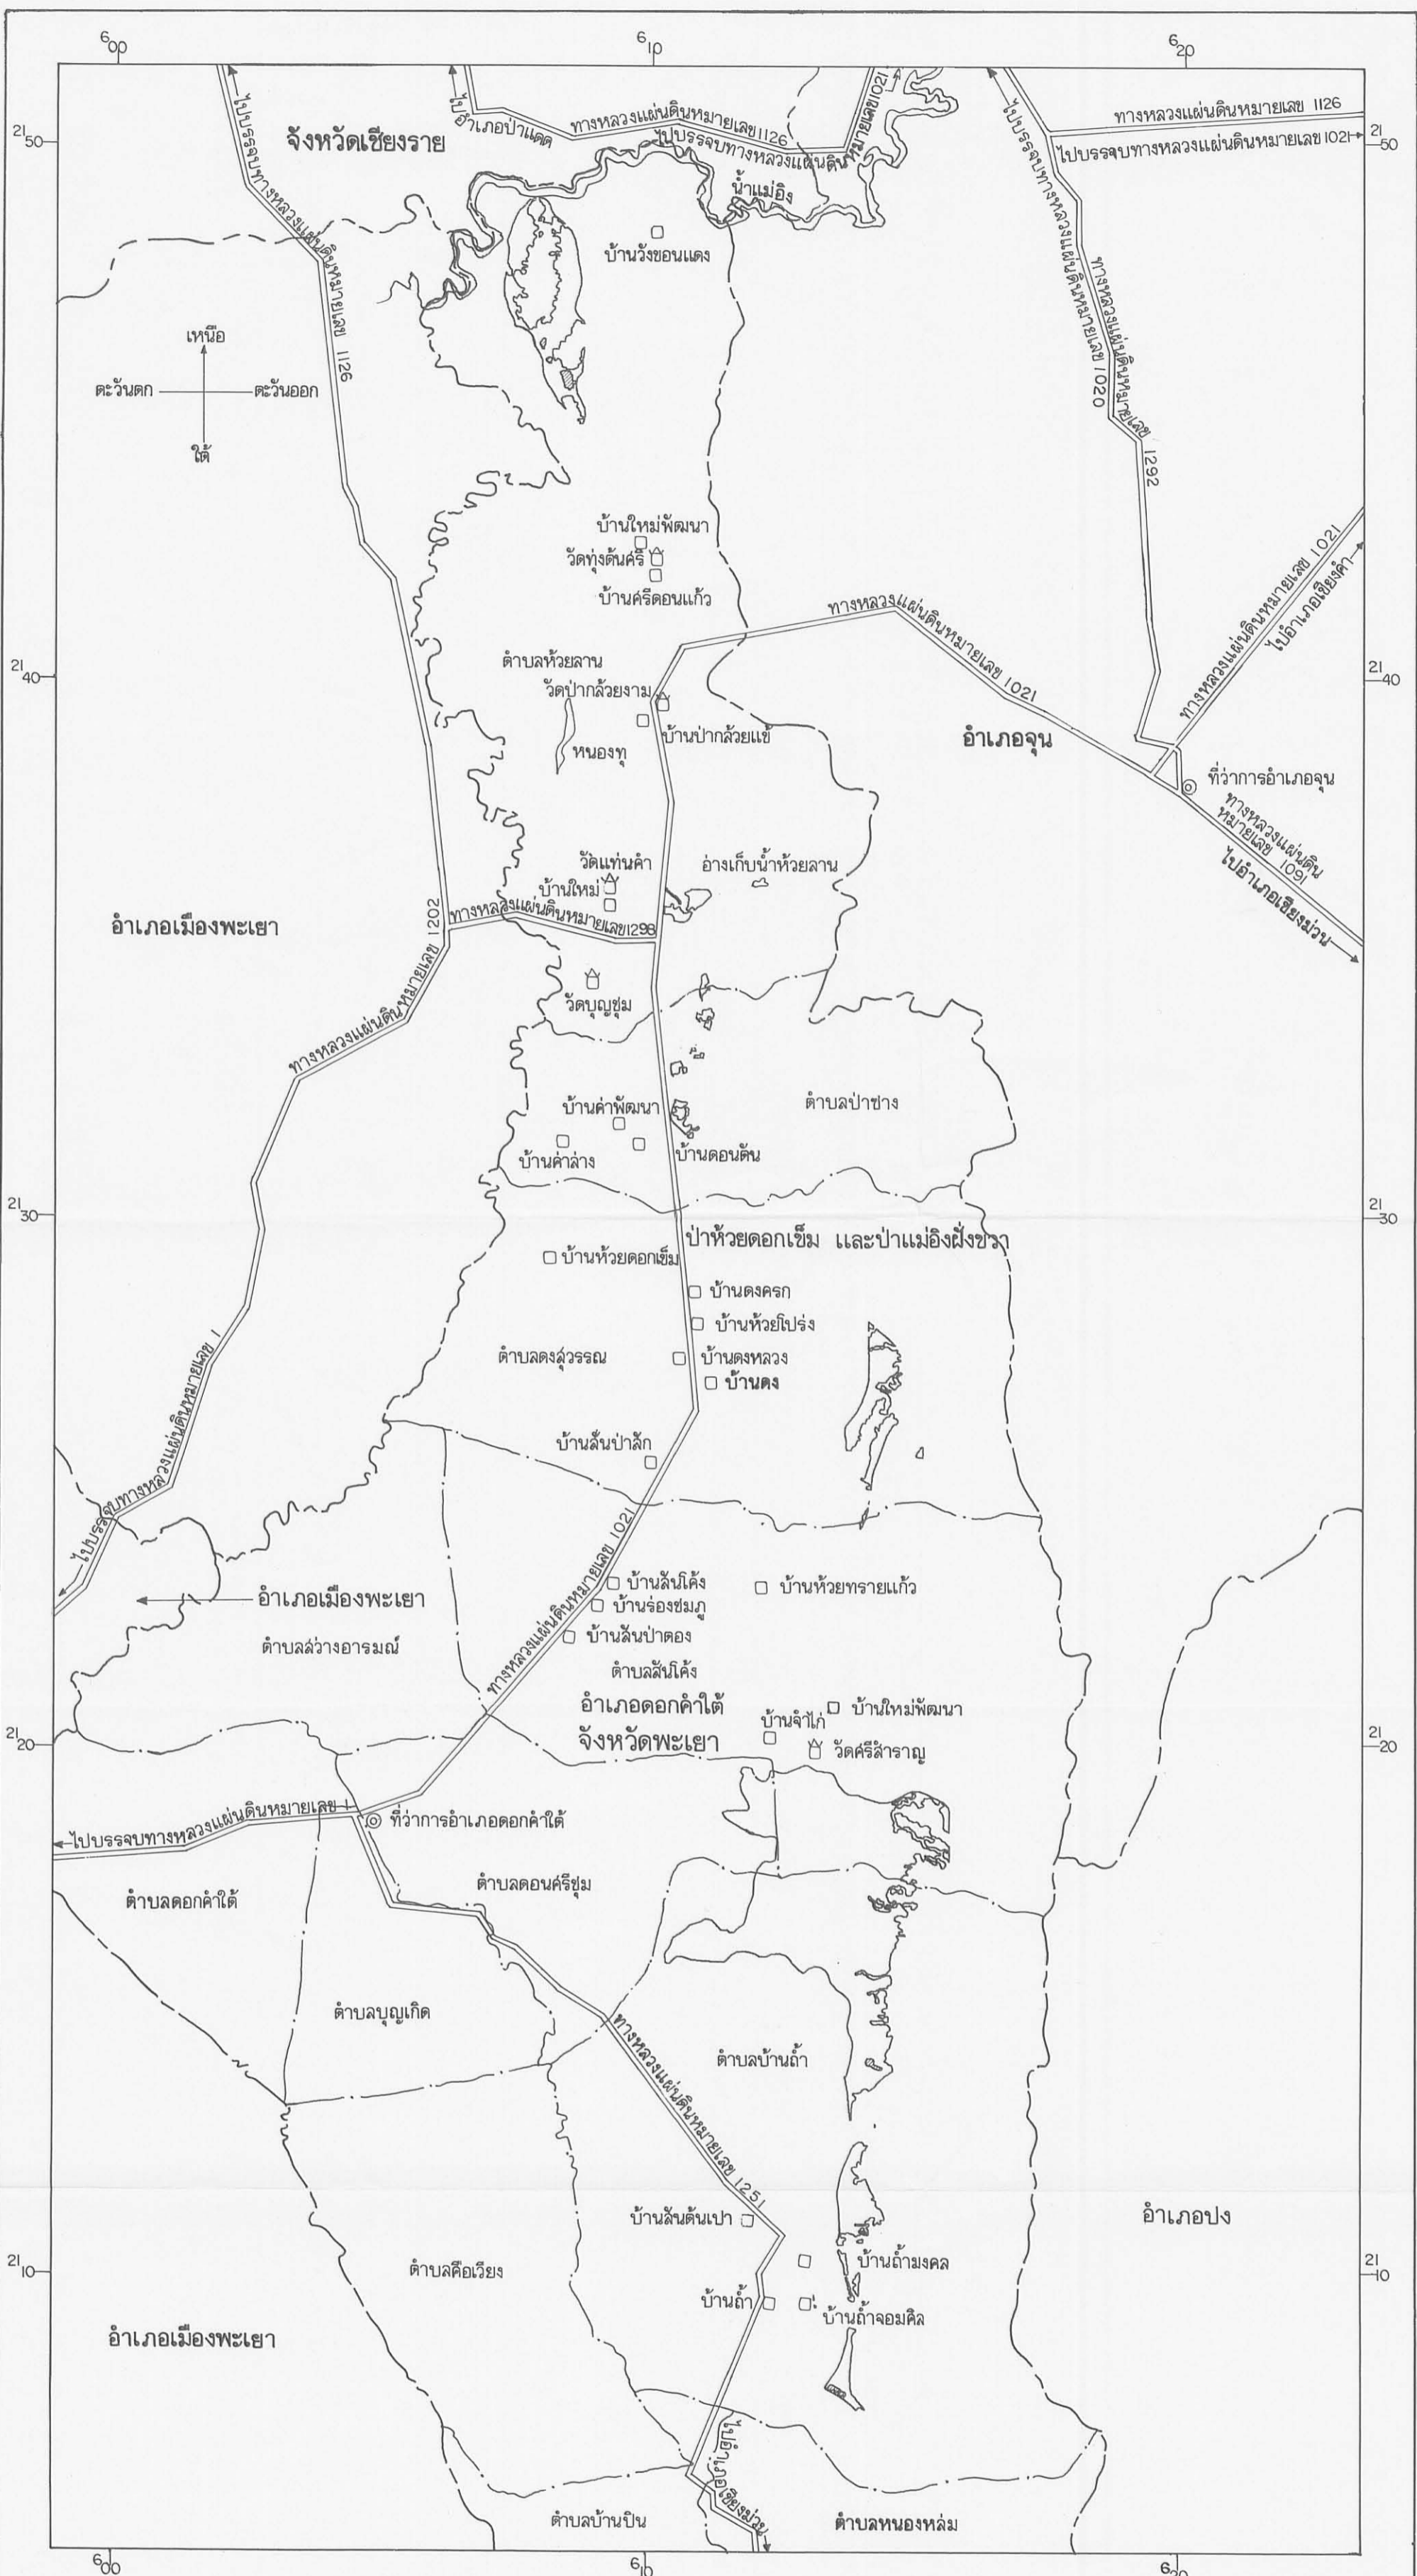 600
610
620
2150
2150
ไปบรรจบทางหลวงแผ่นดินหมายเลข 1126
จังหวัดเชียงราย
ไปอำเภอป่าแดด
ทางหลวงแผ่นดินหมายเลข 1126
ไปบรรจบทางหลวงแผ่นดินหมายเลข 1021
ทางหลวงแผ่นดินหมายเลข 1126
ไปบรรจบทางหลวงแผ่นดินหมายเลข 1021
ไปบรรจบทางหลวงแผ่นดินหมายเลข 1020
ทางหลวงแผ่นดินหมายเลข 1292
น้ำแม่อิง
บ้านวังขอนแดง
เหนือ
ตะวันตก
ตะวันออก
ใต้
บ้านใหม่พัฒนา
วัดทุ่งต้นศรี
บ้านศรีดอนแก้ว
ทางหลวงแผ่นดินหมายเลข 1021
ไปอำเภอเชียงคำ
ทางหลวงแผ่นดินหมายเลข 1021
2140
2140
ตำบลห้วยลาน
วัดป่ากล้วยงาม
บ้านป่ากล้วยแข้
หนองทุ
อำเภอจุน
ที่ว่าการอำเภอจุน
ทางหลวงแผ่นดิน
หมายเลข 1091
ไปอำเภอเชียงม่วน
วัดแท่นคำ
อ่างเก็บน้ำห้วยลาน
บ้านใหม่
อำเภอเมืองพะเยา
ทางหลวงแผ่นดินหมายเลข 1202
ทางหลวงแผ่นดินหมายเลข 1298
วัดบุญชุ่ม
บ้านค่าพัฒนา
ตำบลป่าซาง
บ้านค่าล่าง
บ้านดอนตัน
2130
2130
ป่าห้วยดอกเข็ม และป่าแม่อิงฝั่งขวา
บ้านห้วยดอกเข็ม
บ้านดงครก
บ้านห้วยโปร่ง
ตำบลดงสุวรรณ
บ้านดงหลวง
บ้านดง
ไปบรรจบทางหลวงแผ่นดินหมายเลข 1
บ้านสันป่าสัก
ทางหลวงแผ่นดินหมายเลข 1021
บ้านสันโค้ง
บ้านห้วยทรายแก้ว
อำเภอเมืองพะเยา
บ้านร่องชมภู
ตำบลสว่างอารมณ์
บ้านสันป่าตอง
ตำบลสันโค้ง
อำเภอดอกคำใต้
บ้านใหม่พัฒนา
บ้านจำไก่
จังหวัดพะเยา
วัดศรีสำราญ
2120
2120
ไปบรรจบทางหลวงแผ่นดินหมายเลข 1
ที่ว่าการอำเภอดอกคำใต้
ตำบลดอกคำใต้
ตำบลดอนศรีชุ่ม
ตำบลบุญเกิด
ตำบลบ้านถ้ำ
ทางหลวงแผ่นดินหมายเลข 1251
บ้านสันต้นเปา
อำเภอปง
ตำบลคือเวียง
บ้านถ้ำมงคล
2110
2110
บ้านถ้ำ
บ้านถ้ำจอมศิล
อำเภอเมืองพะเยา
ไปอำเภอเชียงม่วน
ตำบลบ้านปิน
ตำบลหนองหล่ม
600
610
620